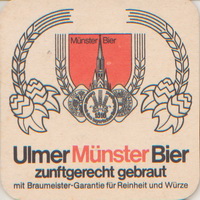 Münster Bier
Ulmer Münster Bier
zunftgerecht gebraut
mit Braumeister-Garantie für Reinheit und Würze